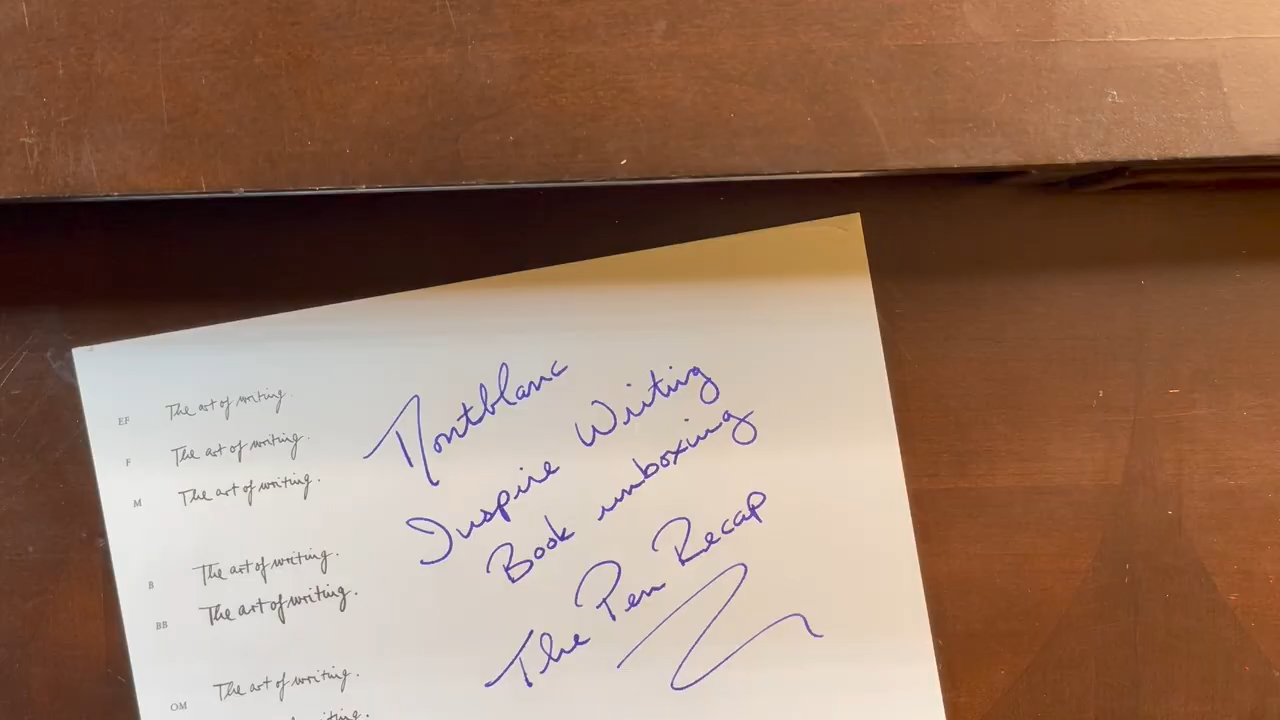 EF The art of writing.
F The art of writing.
M The art of writing.
B The art of writing.
BB The art of writing.
OM The art of writing.
writing.
Montblanc
Inspire Writing
Book unboxing
The Pen Recap